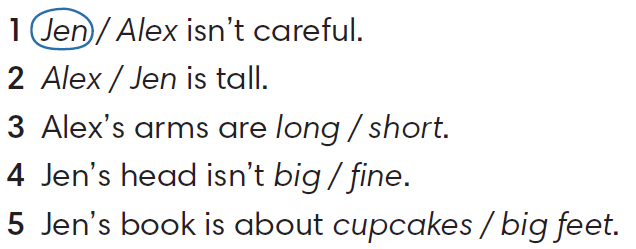 1 Jen / Alex isn't careful.
2 Alex / Jen is tall.
3 Alex's arms are long / short.
4 Jen's head isn't big / fine.
5 Jen's book is about cupcakes / big feet.